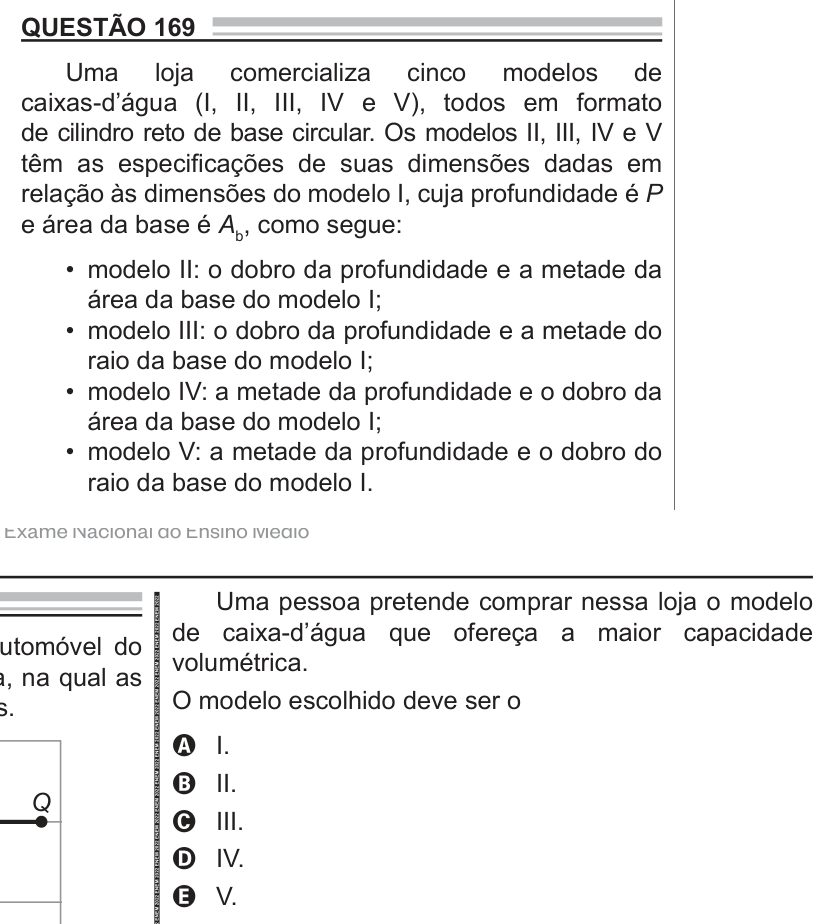 QUESTÃO 169
Uma loja comercializa cinco modelos de
caixas-d’água (I, II, III, IV e V), todos em formato
de cilindro reto de base circular. Os modelos II, III, IV e V
têm as especificações de suas dimensões dadas em
relação às dimensões do modelo I, cuja profundidade é P
e área da base é A_b, como segue:
• modelo II: o dobro da profundidade e a metade da
área da base do modelo I;
• modelo III: o dobro da profundidade e a metade do
raio da base do modelo I;
• modelo IV: a metade da profundidade e o dobro da
área da base do modelo I;
• modelo V: a metade da profundidade e o dobro do
raio da base do modelo I.
Exame Nacional do Ensino Médio
utomóvel do
a, na qual as
s.
Q
Uma pessoa pretende comprar nessa loja o modelo
de caixa-d’água que ofereça a maior capacidade
volumétrica.
O modelo escolhido deve ser o
A I.
B II.
C III.
D IV.
E V.